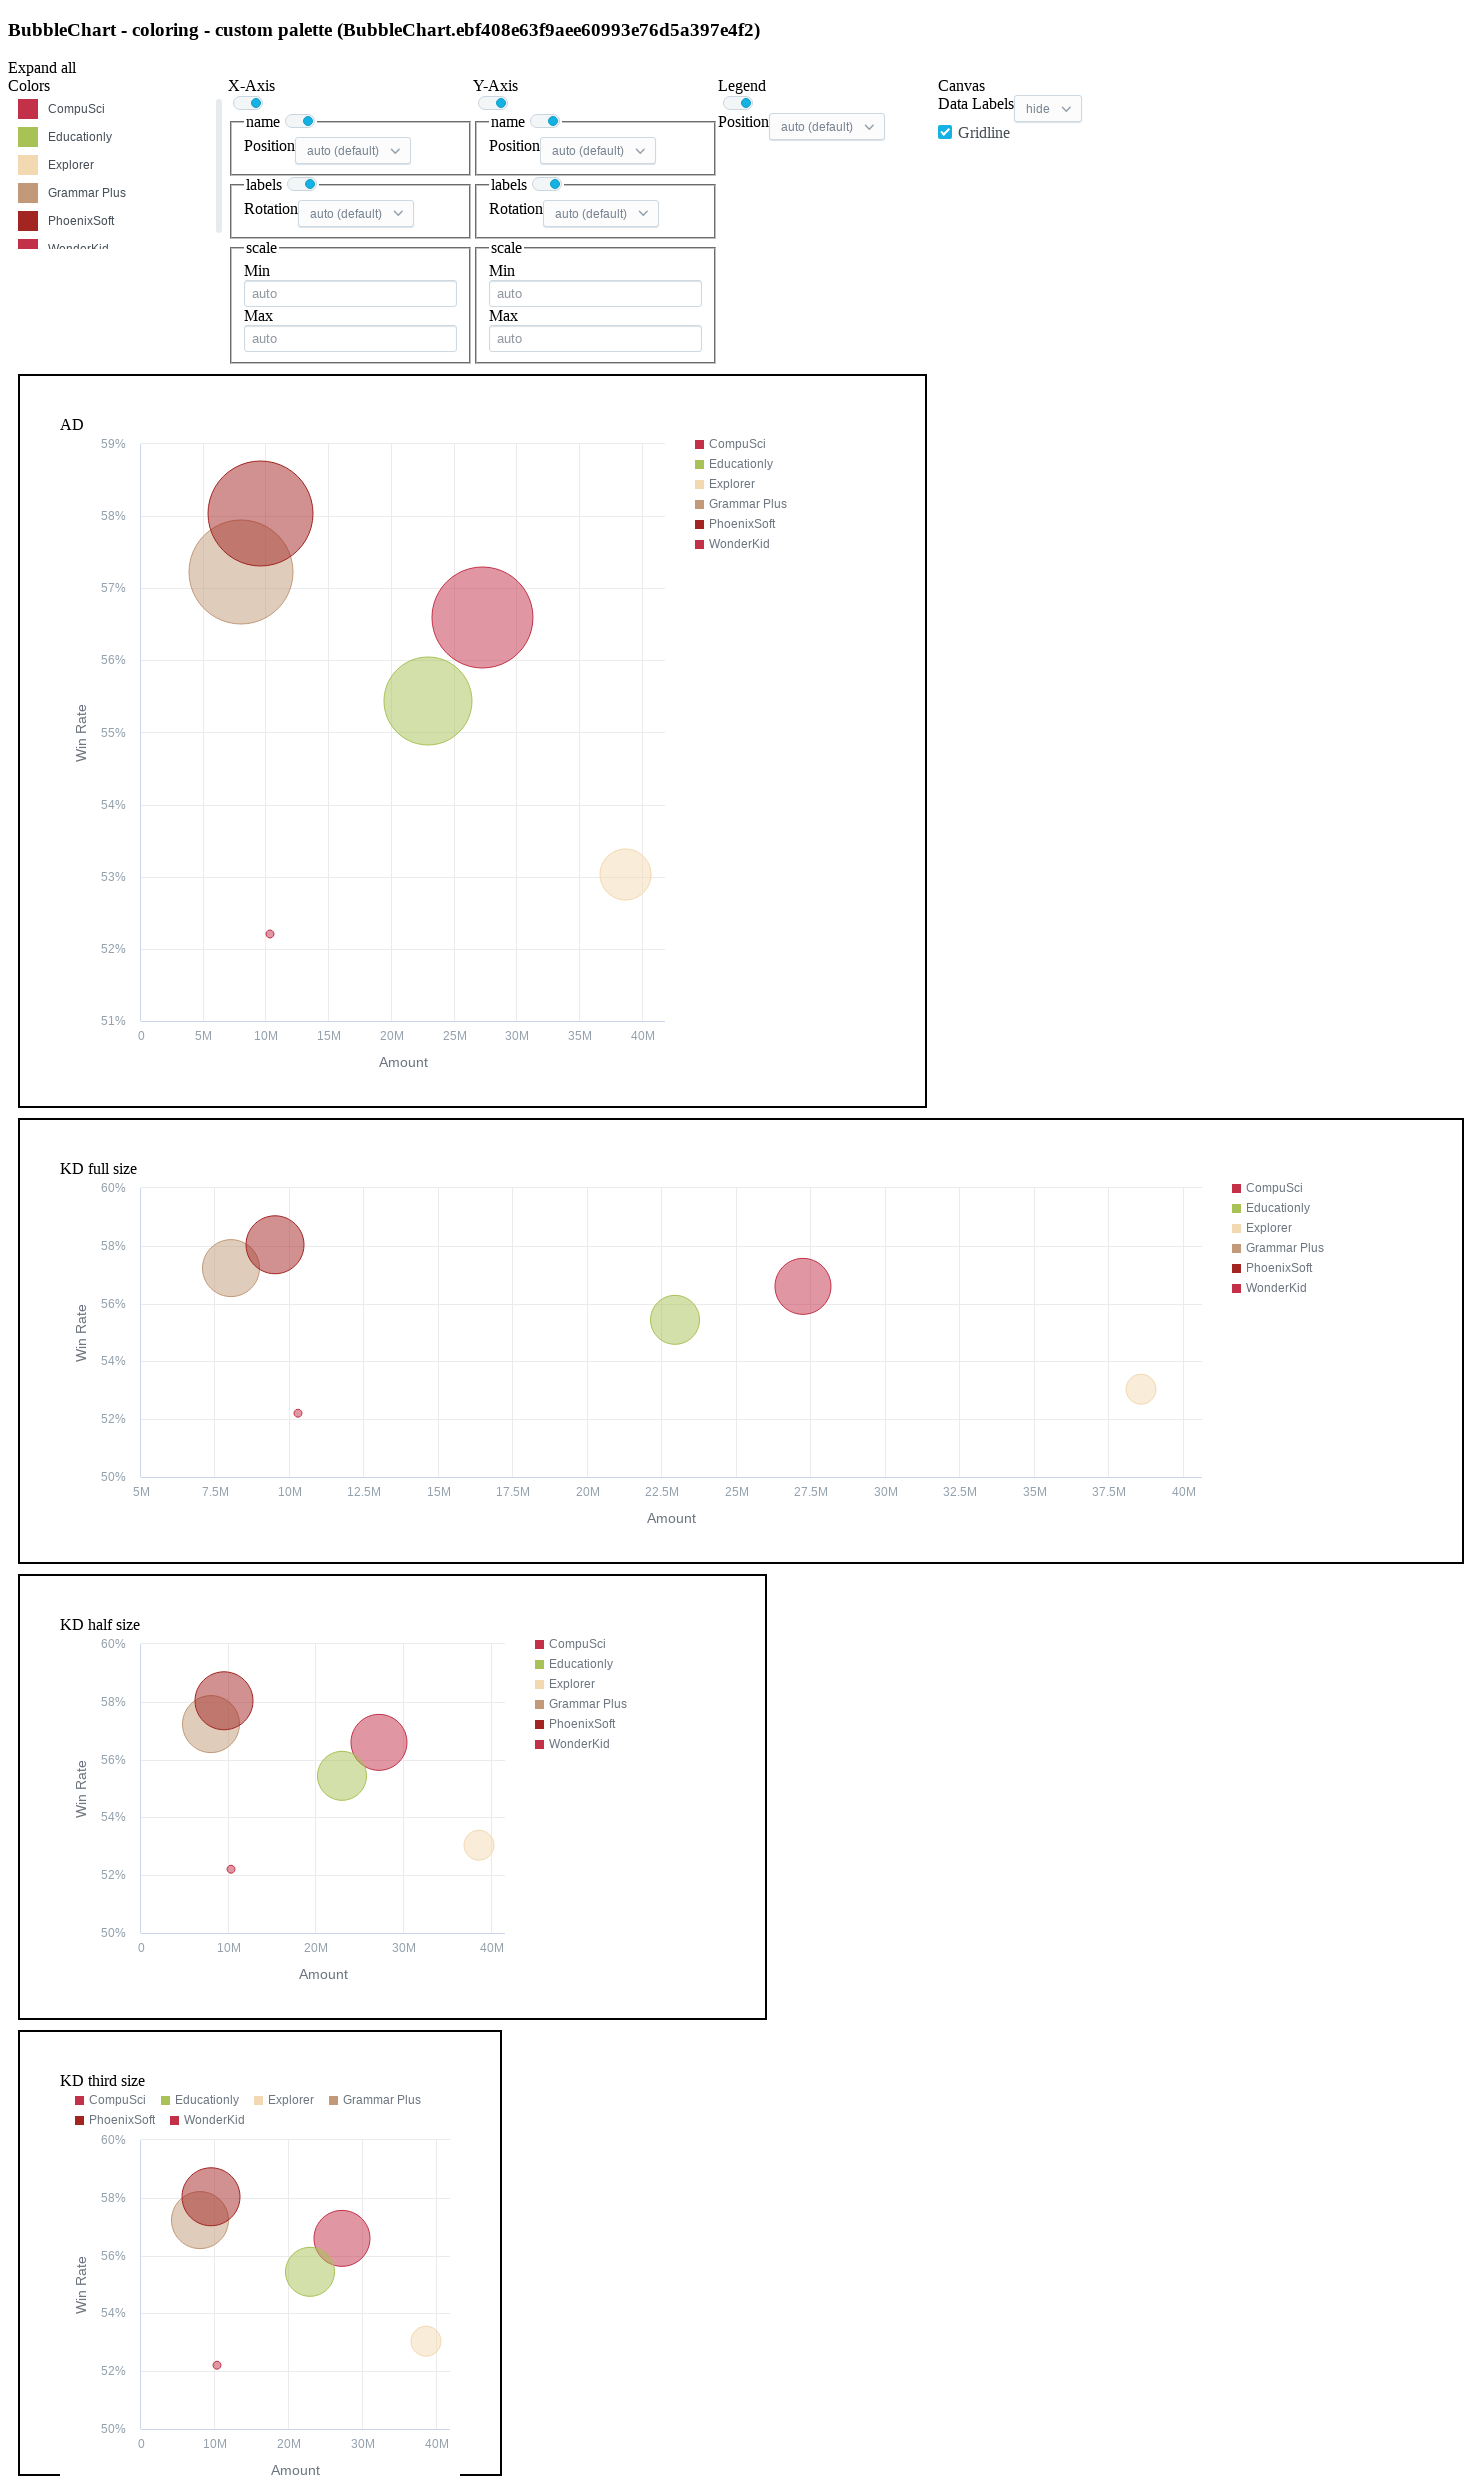 BubbleChart - coloring - custom palette (BubbleChart.ebf408e63f9aee60993e76d5a397e4f2)
Expand all
Colors
CompuSci
Educationly
Explorer
Grammar Plus
PhoenixSoft
WonderKid
X-Axis
name
Position auto (default)
labels
Rotation auto (default)
scale
Min
auto
Max
auto
Y-Axis
name
Position auto (default)
labels
Rotation auto (default)
scale
Min
auto
Max
auto
Legend
Position auto (default)
Canvas
Data Labels hide
Gridline
AD
59%
58%
57%
56%
55%
54%
53%
52%
51%
Win Rate
0 5M 10M 15M 20M 25M 30M 35M 40M
Amount
CompuSci
Educationly
Explorer
Grammar Plus
PhoenixSoft
WonderKid
KD full size
60%
58%
56%
54%
52%
50%
Win Rate
5M 7.5M 10M 12.5M 15M 17.5M 20M 22.5M 25M 27.5M 30M 32.5M 35M 37.5M 40M
Amount
CompuSci
Educationly
Explorer
Grammar Plus
PhoenixSoft
WonderKid
KD half size
60%
58%
56%
54%
52%
50%
Win Rate
0 10M 20M 30M 40M
Amount
CompuSci
Educationly
Explorer
Grammar Plus
PhoenixSoft
WonderKid
KD third size
CompuSci Educationly Explorer Grammar Plus
PhoenixSoft WonderKid
60%
58%
56%
54%
52%
50%
Win Rate
0 10M 20M 30M 40M
Amount